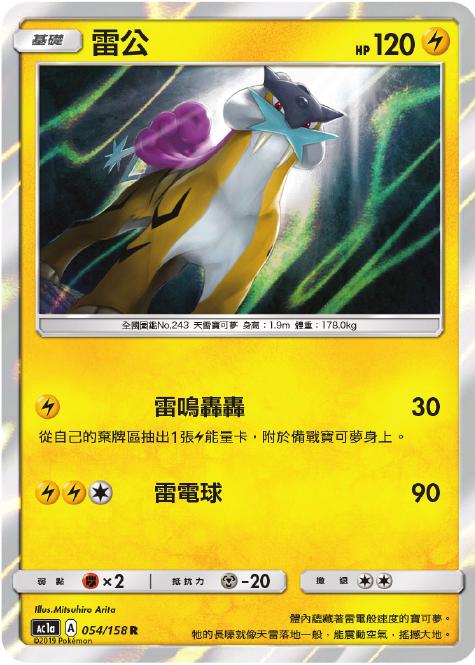 基礎 雷公 HP 120
全國圖鑑No.243 天雷寶可夢 身高：1.9m 體重：178.0kg
雷鳴轟轟 30
從自己的棄牌區抽出1張能量卡，附於備戰寶可夢身上。
雷電球 90
弱點 ×2 抵抗力 -20 撤退
Illus.Mitsuhiro Arita
AC1a A 054/158 R
©2019 Pokémon
體內蘊藏著雷電般速度的寶可夢。
牠的長嚎就像天雷落地一般，能震動空氣，搖撼大地。